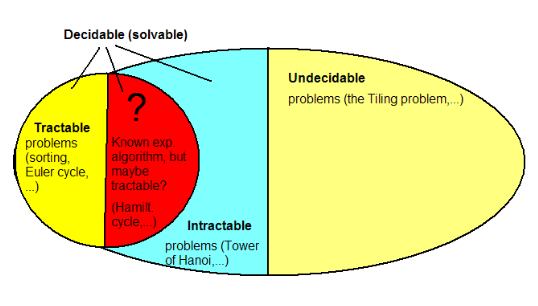 Decidable (solvable)
Undecidable
problems (the Tiling problem,...)
?
Tractable
problems
(sorting,
Euler cycle,
...)
Known exp.
algorithm, but
maybe
tractable?
(Hamilt.
cycle,...)
Intractable
problems (Tower
of Hanoi,...)